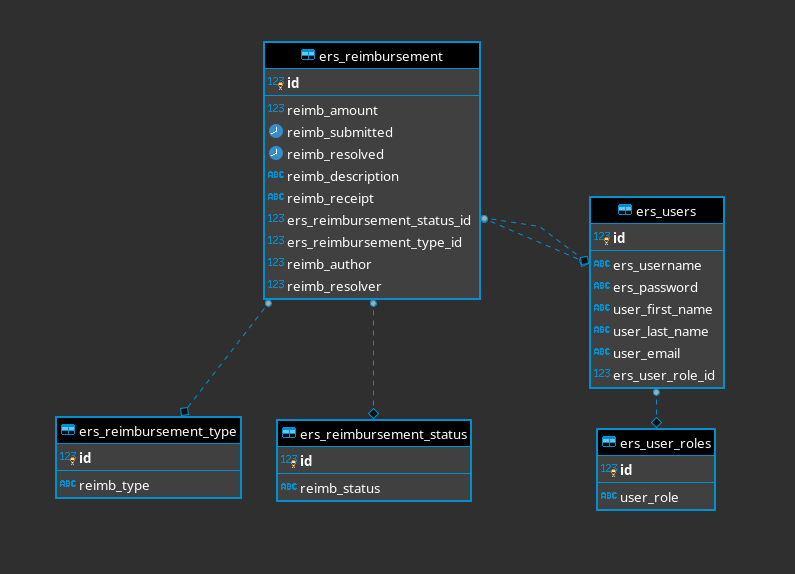 ers_reimbursement
123 id
123 reimb_amount
reimb_submitted
reimb_resolved
ABC reimb_description
ABC reimb_receipt
123 ers_reimbursement_status_id
123 ers_reimbursement_type_id
123 reimb_author
123 reimb_resolver
ers_users
123 id
ABC ers_username
ABC ers_password
ABC user_first_name
ABC user_last_name
ABC user_email
123 ers_user_role_id
ers_reimbursement_type
123 id
ABC reimb_type
ers_reimbursement_status
123 id
ABC reimb_status
ers_user_roles
123 id
ABC user_role